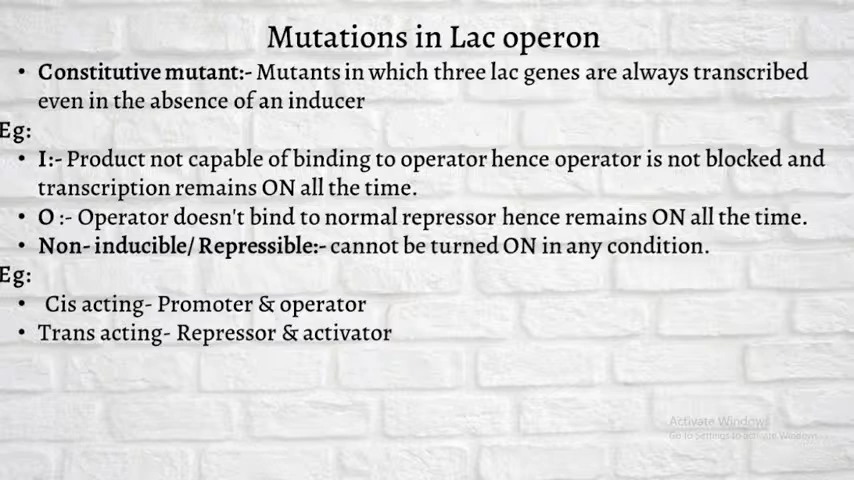 Mutations in Lac operon
• Constitutive mutant:- Mutants in which three lac genes are always transcribed
even in the absence of an inducer
Eg:
• I:- Product not capable of binding to operator hence operator is not blocked and
transcription remains ON all the time.
• O :- Operator doesn't bind to normal repressor hence remains ON all the time.
• Non- inducible/ Repressible:- cannot be turned ON in any condition.
Eg:
• Cis acting- Promoter & operator
• Trans acting- Repressor & activator
Activate Windows
Go to Settings to activate Windows.